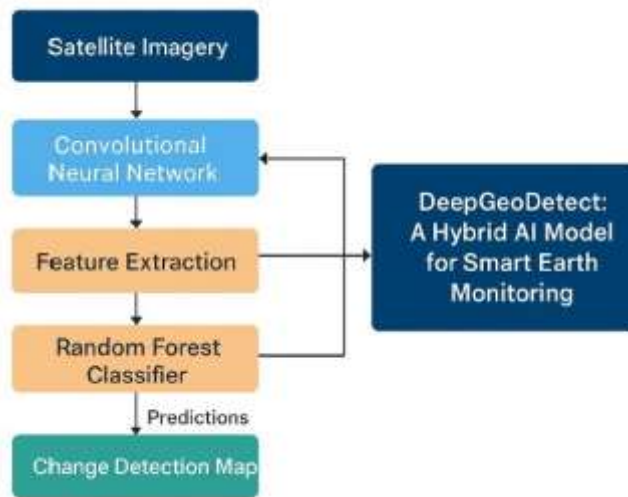 Satellite Imagery
Convolutional
Neural Network
Feature Extraction
Random Forest
Classifier
Predictions
Change Detection Map
DeepGeoDetect:
A Hybrid AI Model
for Smart Earth
Monitoring